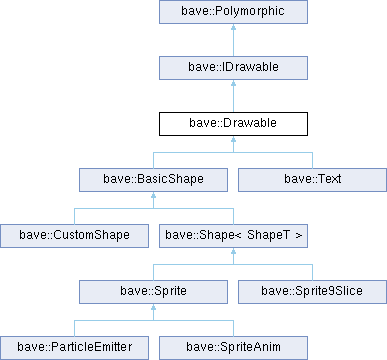 bave::Polymorphic
bave::IDrawable
bave::Drawable
bave::BasicShape
bave::Text
bave::CustomShape
bave::Shape< ShapeT >
bave::Sprite
bave::Sprite9Slice
bave::ParticleEmitter
bave::SpriteAnim